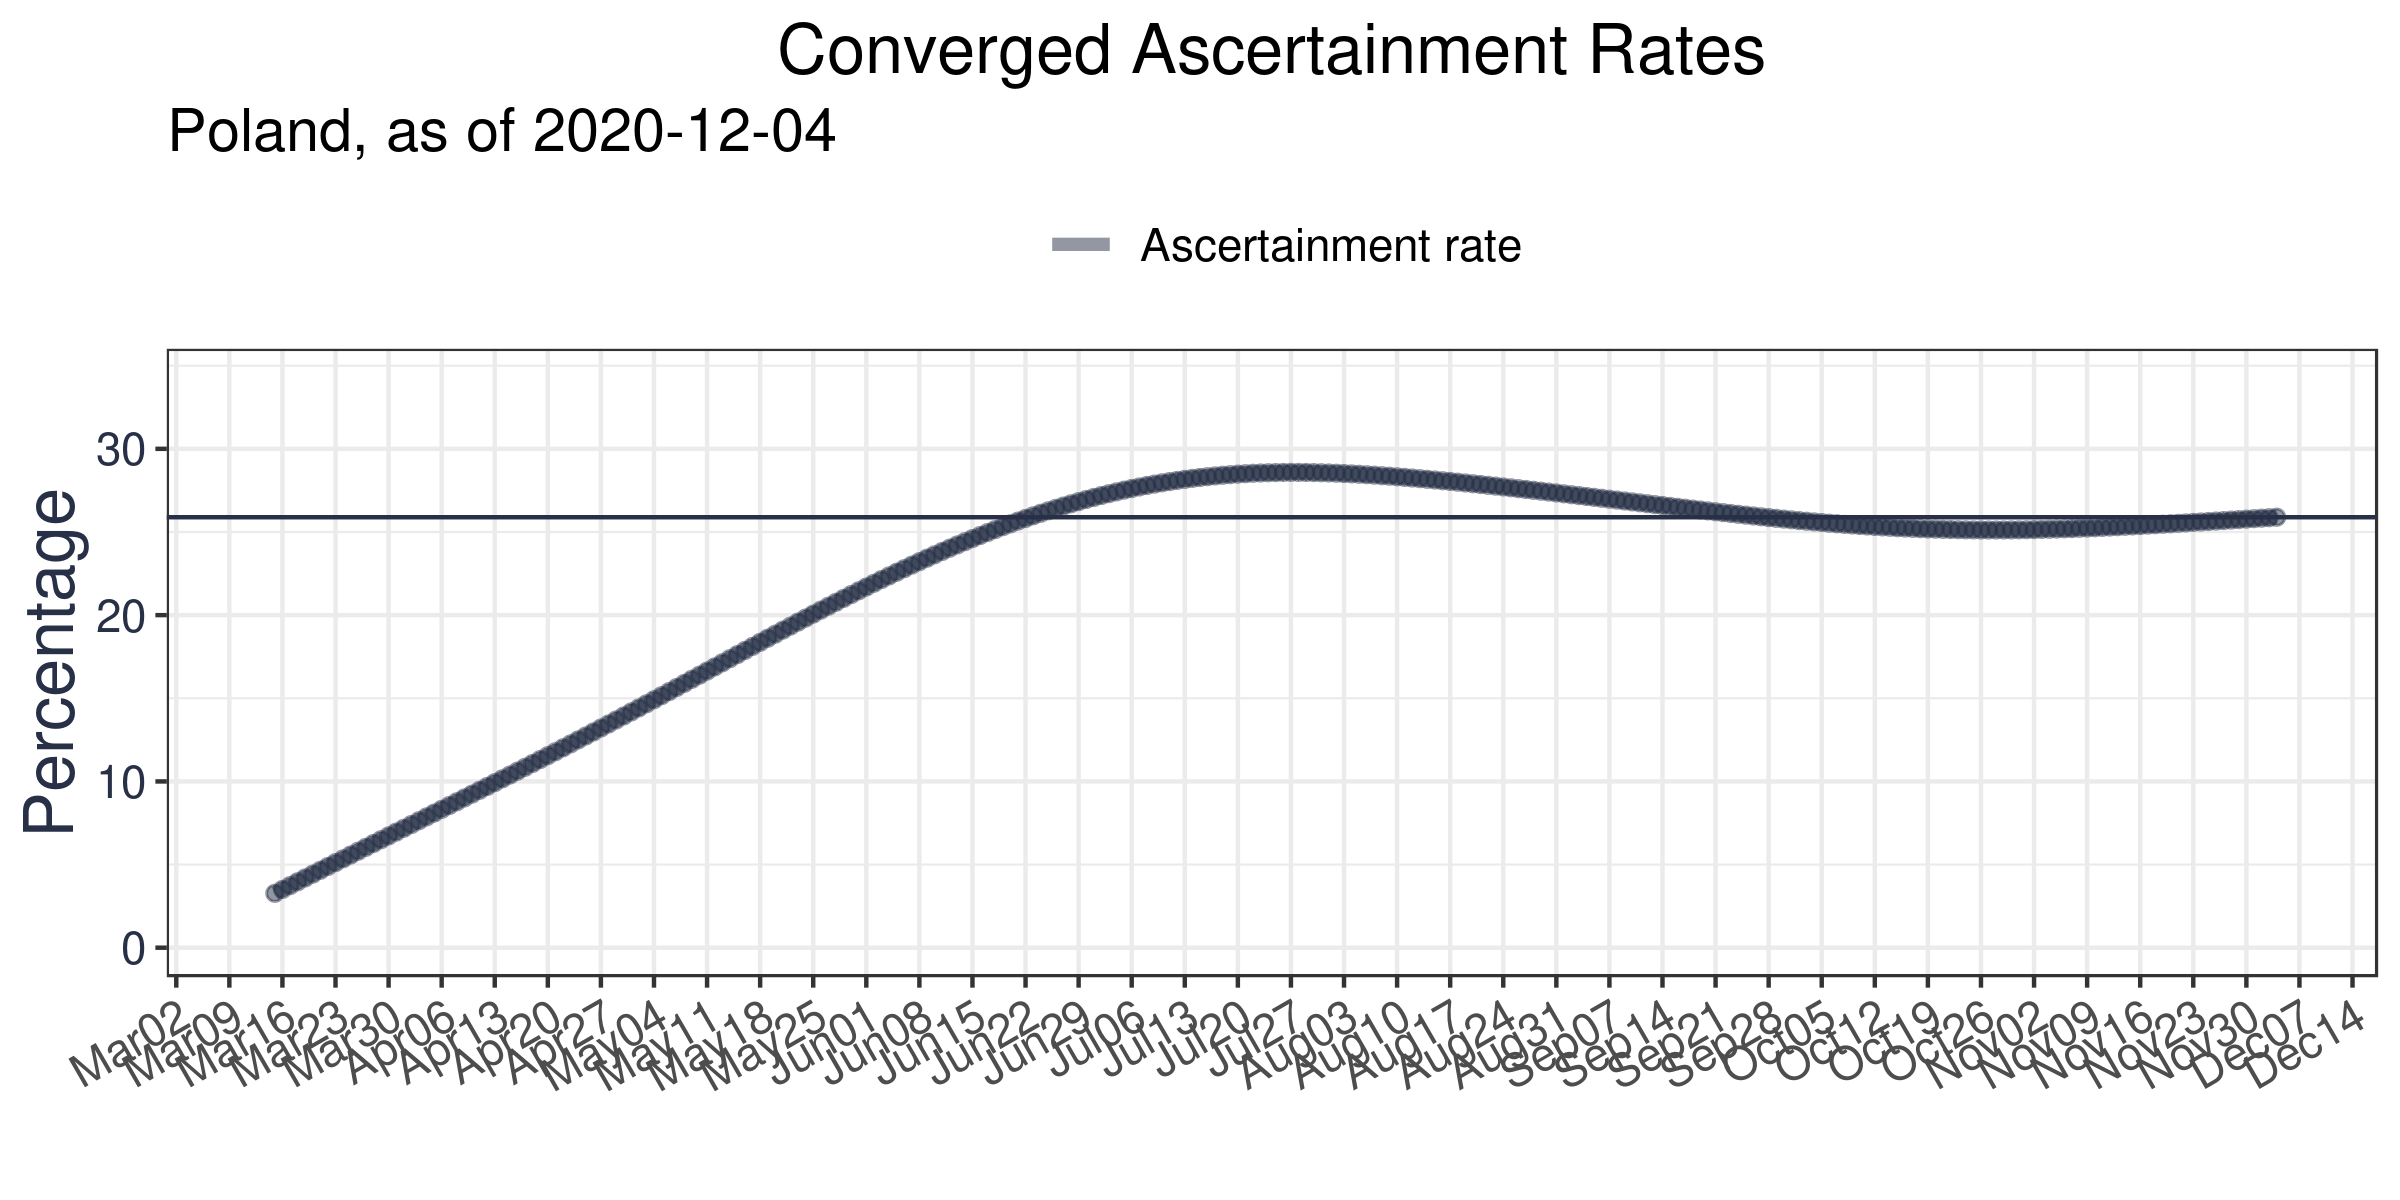 Converged Ascertainment Rates
Poland, as of 2020-12-04
Ascertainment rate
Percentage
30
20
10
0
Mar02
Mar09
Mar16
Mar23
Mar30
Apr06
Apr13
Apr20
Apr27
May04
May11
May18
May25
Jun01
Jun08
Jun15
Jun22
Jun29
Jul06
Jul13
Jul20
Jul27
Aug03
Aug10
Aug17
Aug24
Aug31
Sep07
Sep14
Sep21
Sep28
Oct05
Oct12
Oct19
Oct26
Nov02
Nov09
Nov16
Nov23
Nov30
Dec07
Dec14